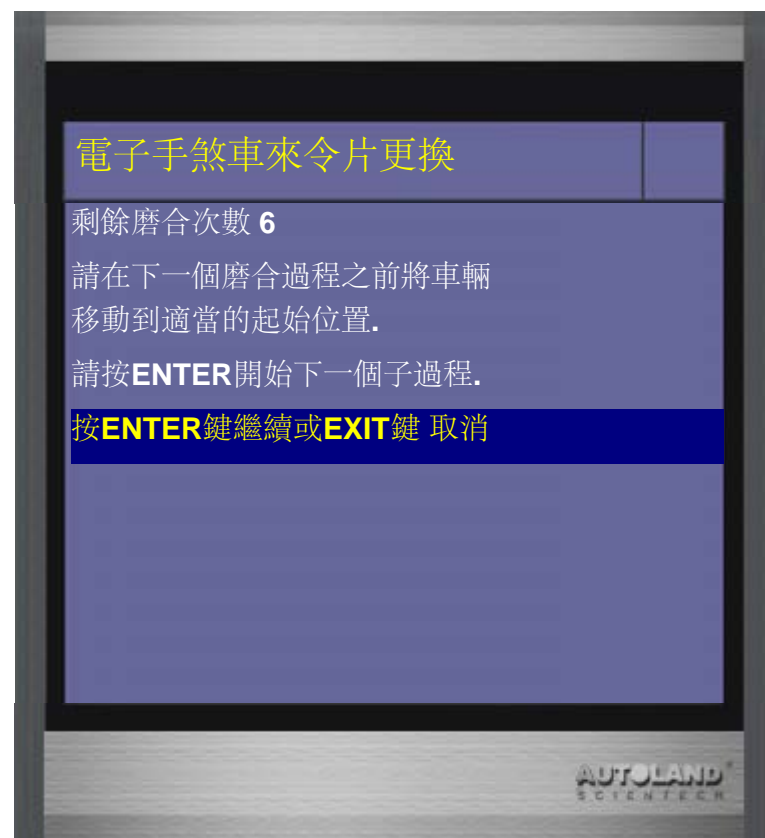 電子手煞車來令片更換
剩餘磨合次數 6
請在下一個磨合過程之前將車輛
移動到適當的起始位置.
請按ENTER開始下一個子過程.
按ENTER鍵繼續或EXIT鍵 取消
AUTOLAND®
SCIENTECH